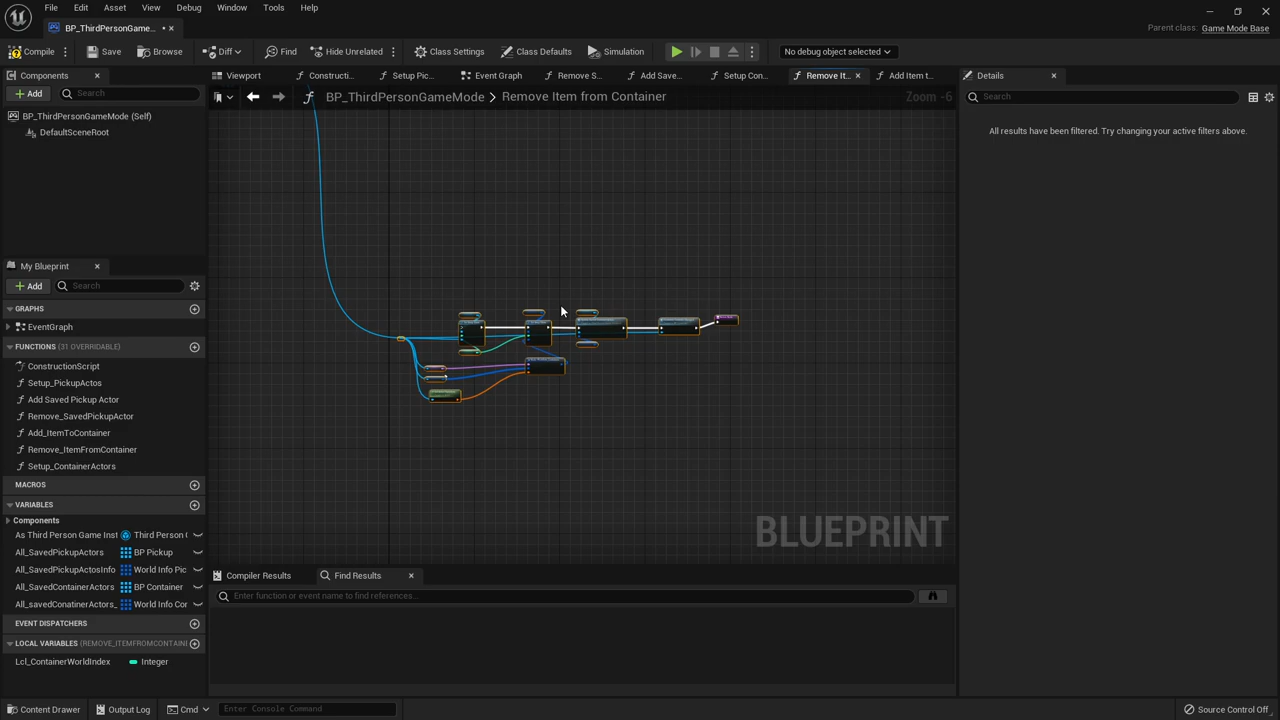 File Edit Asset View Debug Window Tools Help
BP_ThirdPersonGame...
Parent class: Game Mode Base
Compile Save Browse Diff Find Hide Unrelated Class Settings Class Defaults Simulation No debug object selected
Components
Viewport Constructi... Setup Pic... Event Graph Remove S... Add Save... Setup Con... Remove It... Add Item t... Details
Add Search
BP_ThirdPersonGameMode > Remove Item from Container Zoom -6
Search
BP_ThirdPersonGameMode (Self)
DefaultSceneRoot
All results have been filtered. Try changing your active filters above.
My Blueprint
Add Search
GRAPHS
EventGraph
FUNCTIONS (31 OVERRIDABLE)
ConstructionScript
Setup_PickupActos
Add Saved Pickup Actor
Remove_SavedPickupActor
Add_ItemToContainer
Remove_ItemFromContainer
Setup_ContainerActors
MACROS
VARIABLES
Components
As Third Person Game Inst Third Person G
All_SavedPickupActors BP Pickup
All_SavedPickupActosInfo World Info Pic
All_SavedContainerActors BP Container
All_savedConatinerActors_ World Info Cor
EVENT DISPATCHERS
LOCAL VARIABLES (REMOVE_ITEMFROMCONTAIN
Lcl_ContainerWorldIndex Integer
BLUEPRINT
Compiler Results Find Results
Enter function or event name to find references...
Content Drawer Output Log Cmd Enter Console Command Source Control Off